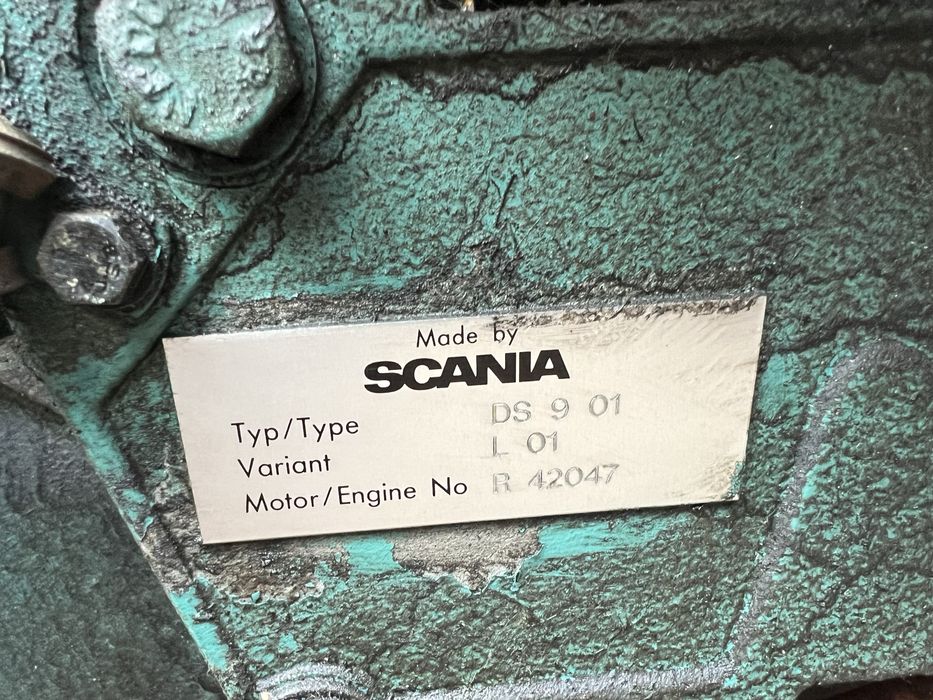 Made by
SCANIA
Typ/Type DS 9 01
Variant L 01
Motor/Engine No R 42047